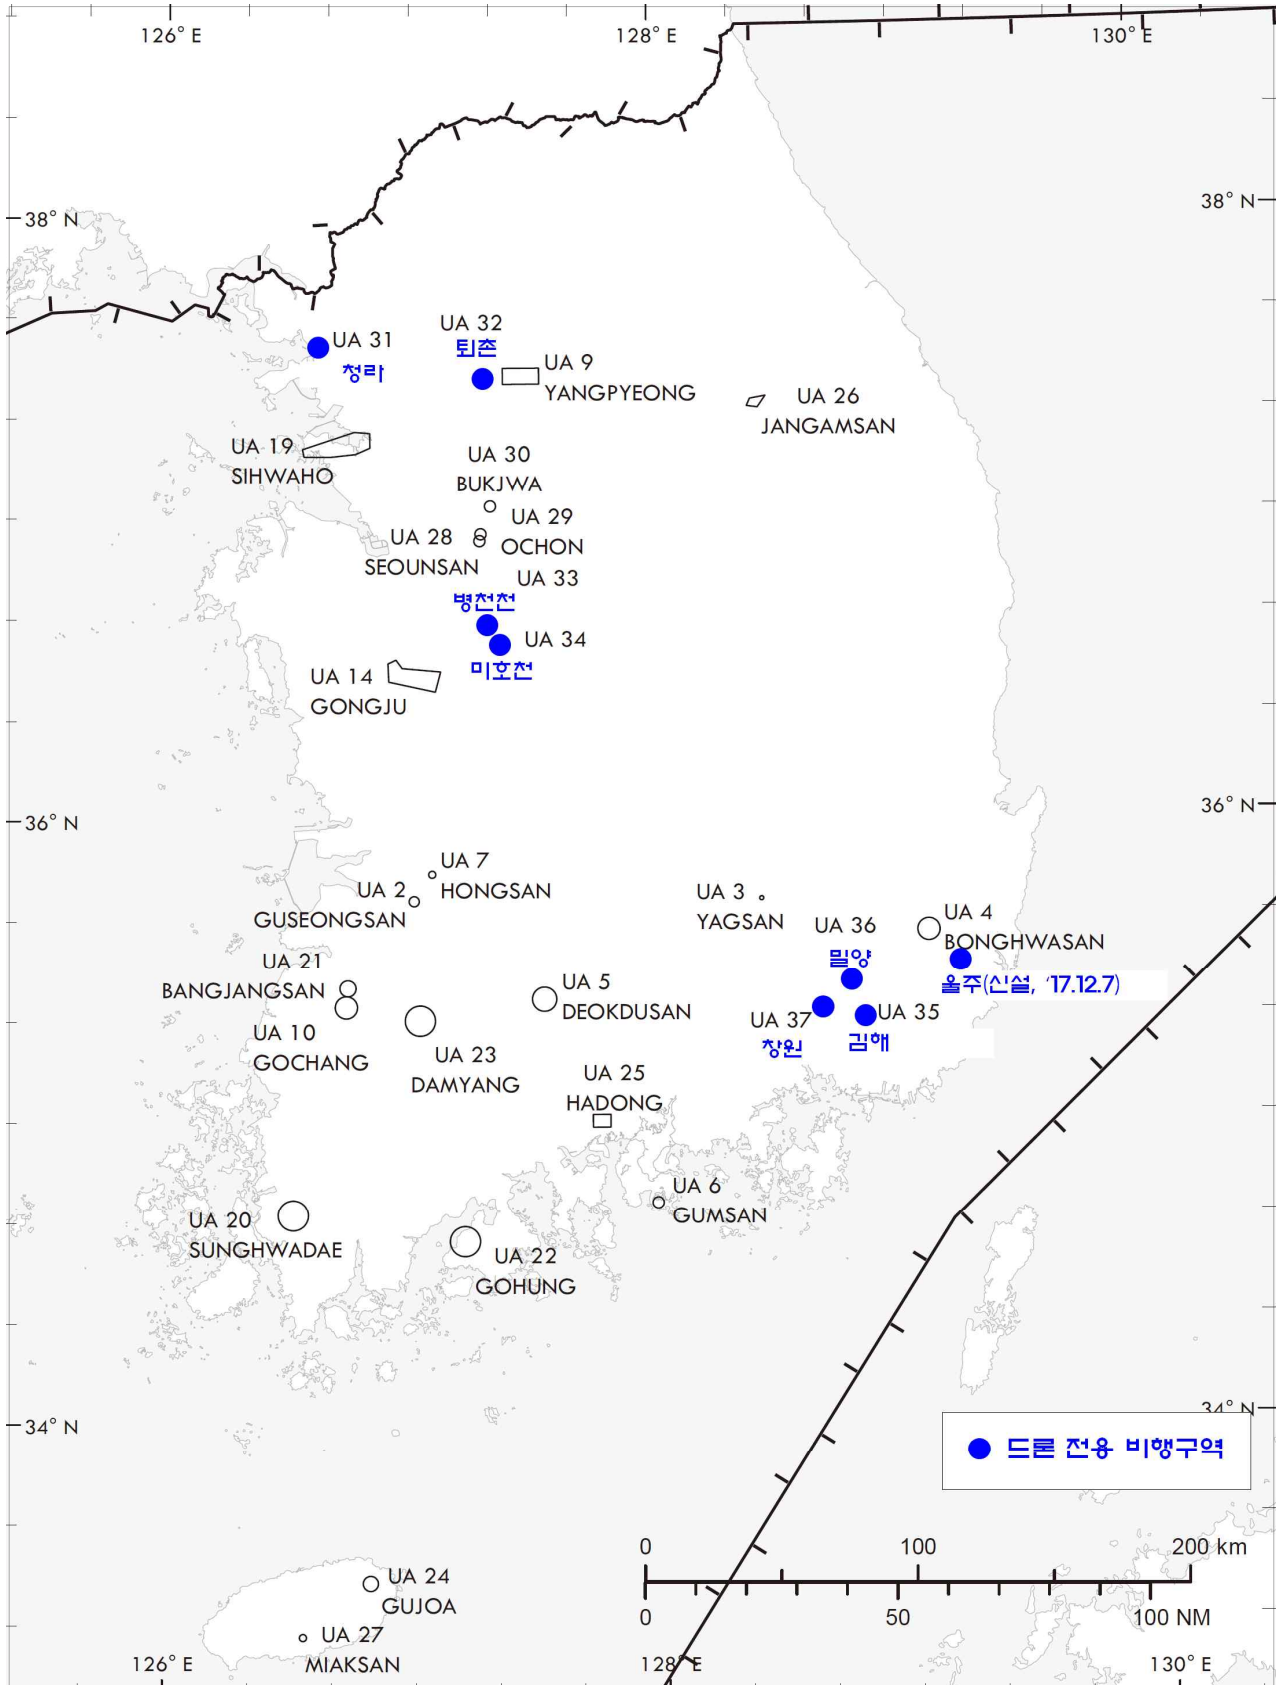 126° E
128° E
130° E
38° N
38° N
UA 31
청라
UA 32
퇴촌
UA 9
YANGPYEONG
UA 26
JANGAMSAN
UA 19
SIHWAHO
UA 30
BUKJWA
UA 29
OCHON
UA 28
SEOUNSAN
UA 33
병천천
UA 34
미호천
UA 14
GONGJU
36° N
36° N
UA 7
HONGSAN
UA 2
GUSEONGSAN
UA 3
YAGSAN
UA 36
밀양
UA 4
BONGHWASAN
울주(신설, '17.12.7)
UA 21
BANGJANGSAN
UA 5
DEOKDUSAN
UA 10
GOCHANG
UA 37
창원
UA 35
김해
UA 23
DAMYANG
UA 25
HADONG
UA 6
GUMSAN
UA 20
SUNGHWADAE
UA 22
GOHUNG
34° N
34° N
드론 전용 비행구역
0 100 200 km
0 50 100 NM
UA 24
GUJOA
UA 27
MIAKSAN
126° E
128° E
130° E